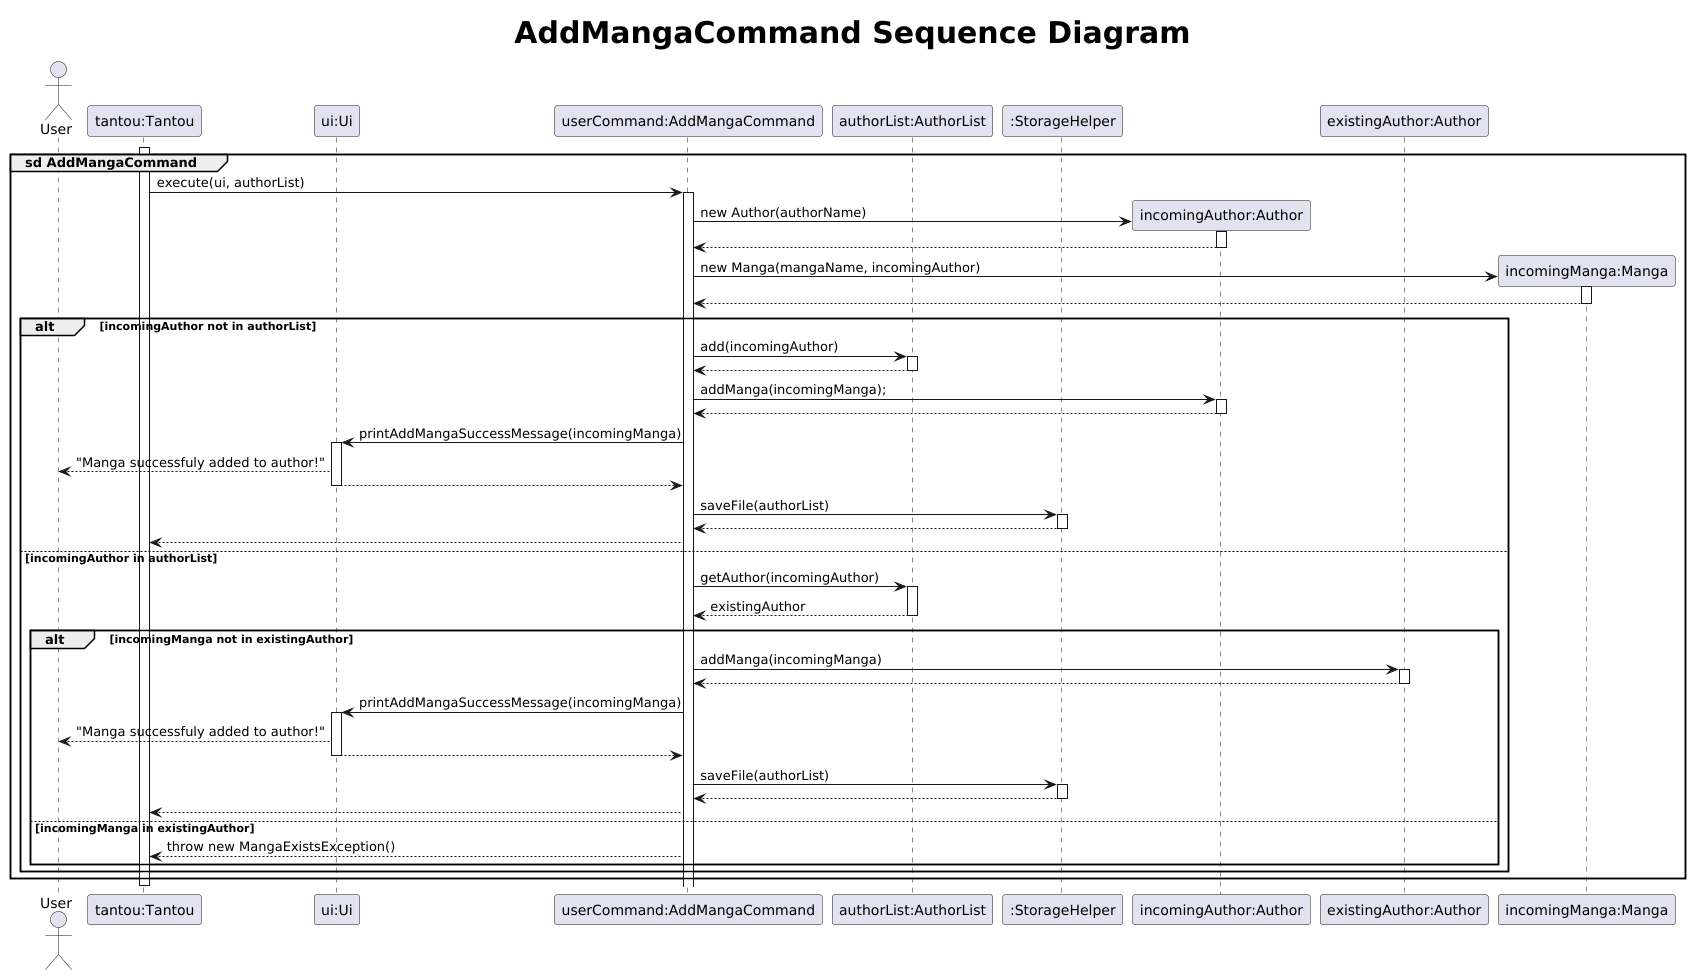 AddMangaCommand Sequence Diagram
User
tantou:Tantou
ui:Ui
userCommand:AddMangaCommand
authorList:AuthorList
:StorageHelper
existingAuthor:Author
sd AddMangaCommand
execute(ui, authorList)
new Author(authorName)
incomingAuthor:Author
new Manga(mangaName, incomingAuthor)
incomingManga:Manga
alt [incomingAuthor not in authorList]
add(incomingAuthor)
addManga(incomingManga);
printAddMangaSuccessMessage(incomingManga)
"Manga successfuly added to author!"
saveFile(authorList)
[incomingAuthor in authorList]
getAuthor(incomingAuthor)
existingAuthor
alt [incomingManga not in existingAuthor]
addManga(incomingManga)
printAddMangaSuccessMessage(incomingManga)
"Manga successfuly added to author!"
saveFile(authorList)
[incomingManga in existingAuthor]
throw new MangaExistsException()
User
tantou:Tantou
ui:Ui
userCommand:AddMangaCommand
authorList:AuthorList
:StorageHelper
incomingAuthor:Author
existingAuthor:Author
incomingManga:Manga